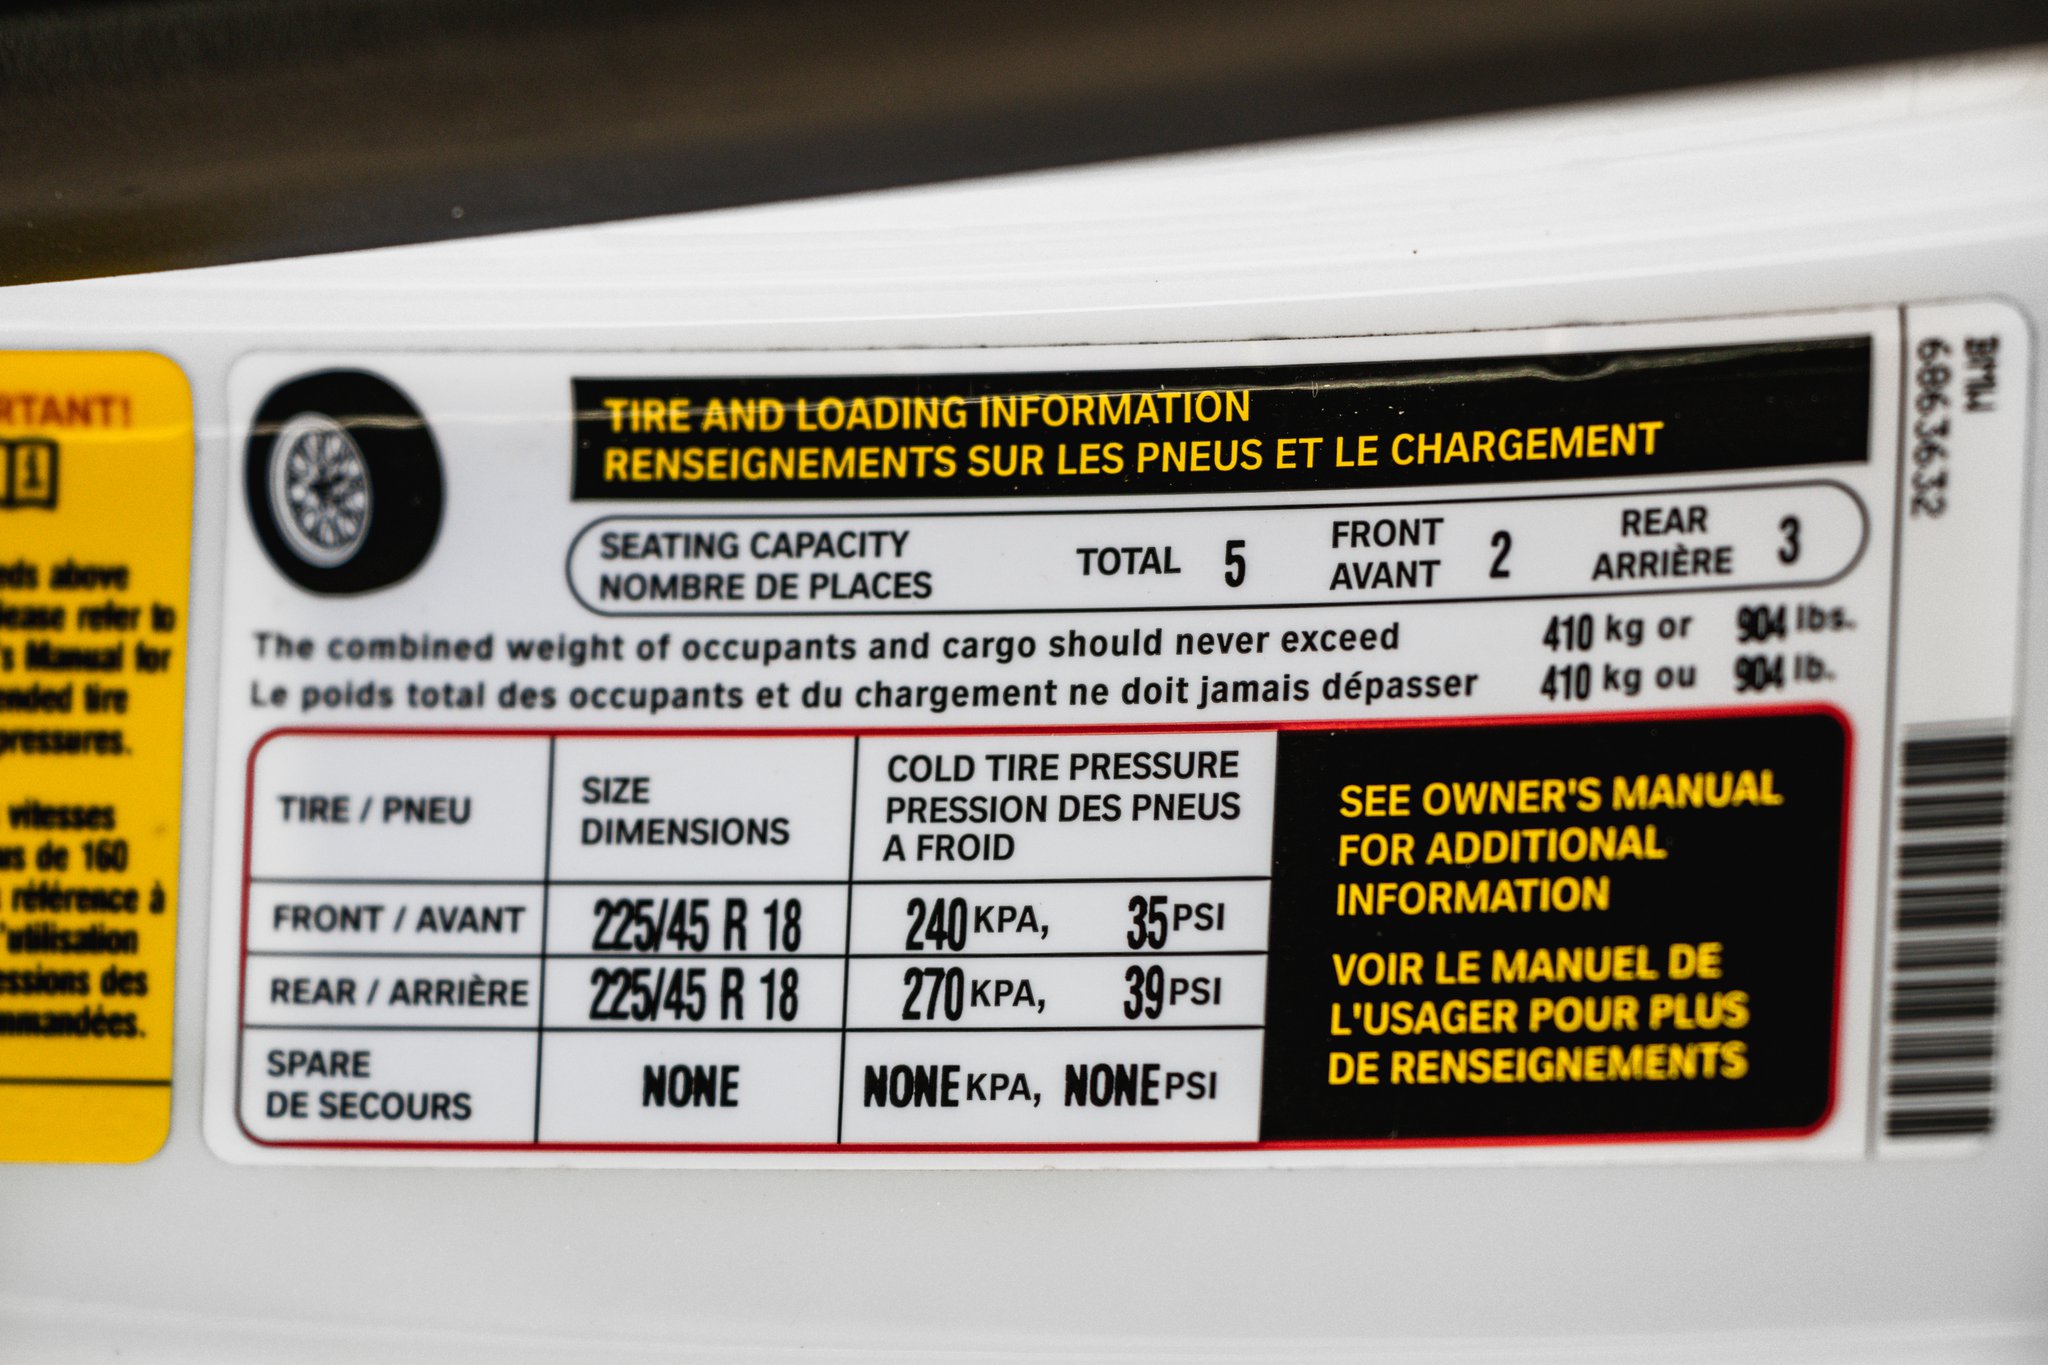 RTANT!
eds above
lease refer to
's Manual for
ended tire
pressures.
vitesses
us de 160
référence à
'utilisation
essions des
mmandées.
TIRE AND LOADING INFORMATION
RENSEIGNEMENTS SUR LES PNEUS ET LE CHARGEMENT
SEATING CAPACITY
NOMBRE DE PLACES
TOTAL 5
FRONT
AVANT
2
REAR
ARRIÈRE
3
The combined weight of occupants and cargo should never exceed 410 kg or 904 lbs.
Le poids total des occupants et du chargement ne doit jamais dépasser 410 kg ou 904 lb.
TIRE / PNEU
SIZE
DIMENSIONS
COLD TIRE PRESSURE
PRESSION DES PNEUS
A FROID
FRONT / AVANT 225/45 R 18 240 KPA, 35 PSI
REAR / ARRIÈRE 225/45 R 18 270 KPA, 39 PSI
SPARE
DE SECOURS
NONE NONE KPA, NONE PSI
SEE OWNER'S MANUAL
FOR ADDITIONAL
INFORMATION
VOIR LE MANUEL DE
L'USAGER POUR PLUS
DE RENSEIGNEMENTS
BMW
6863632